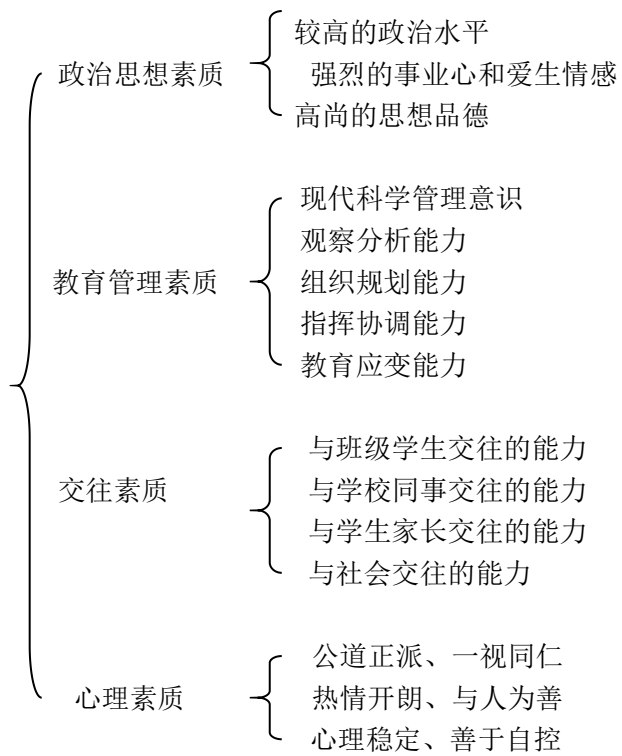 较高的政治水平
政治思想素质
强烈的事业心和爱生情感
高尚的思想品德
现代科学管理意识
观察分析能力
教育管理素质
组织规划能力
指挥协调能力
教育应变能力
与班级学生交往的能力
交往素质
与学校同事交往的能力
与学生家长交往的能力
与社会交往的能力
公道正派、一视同仁
心理素质
热情开朗、与人为善
心理稳定、善于自控